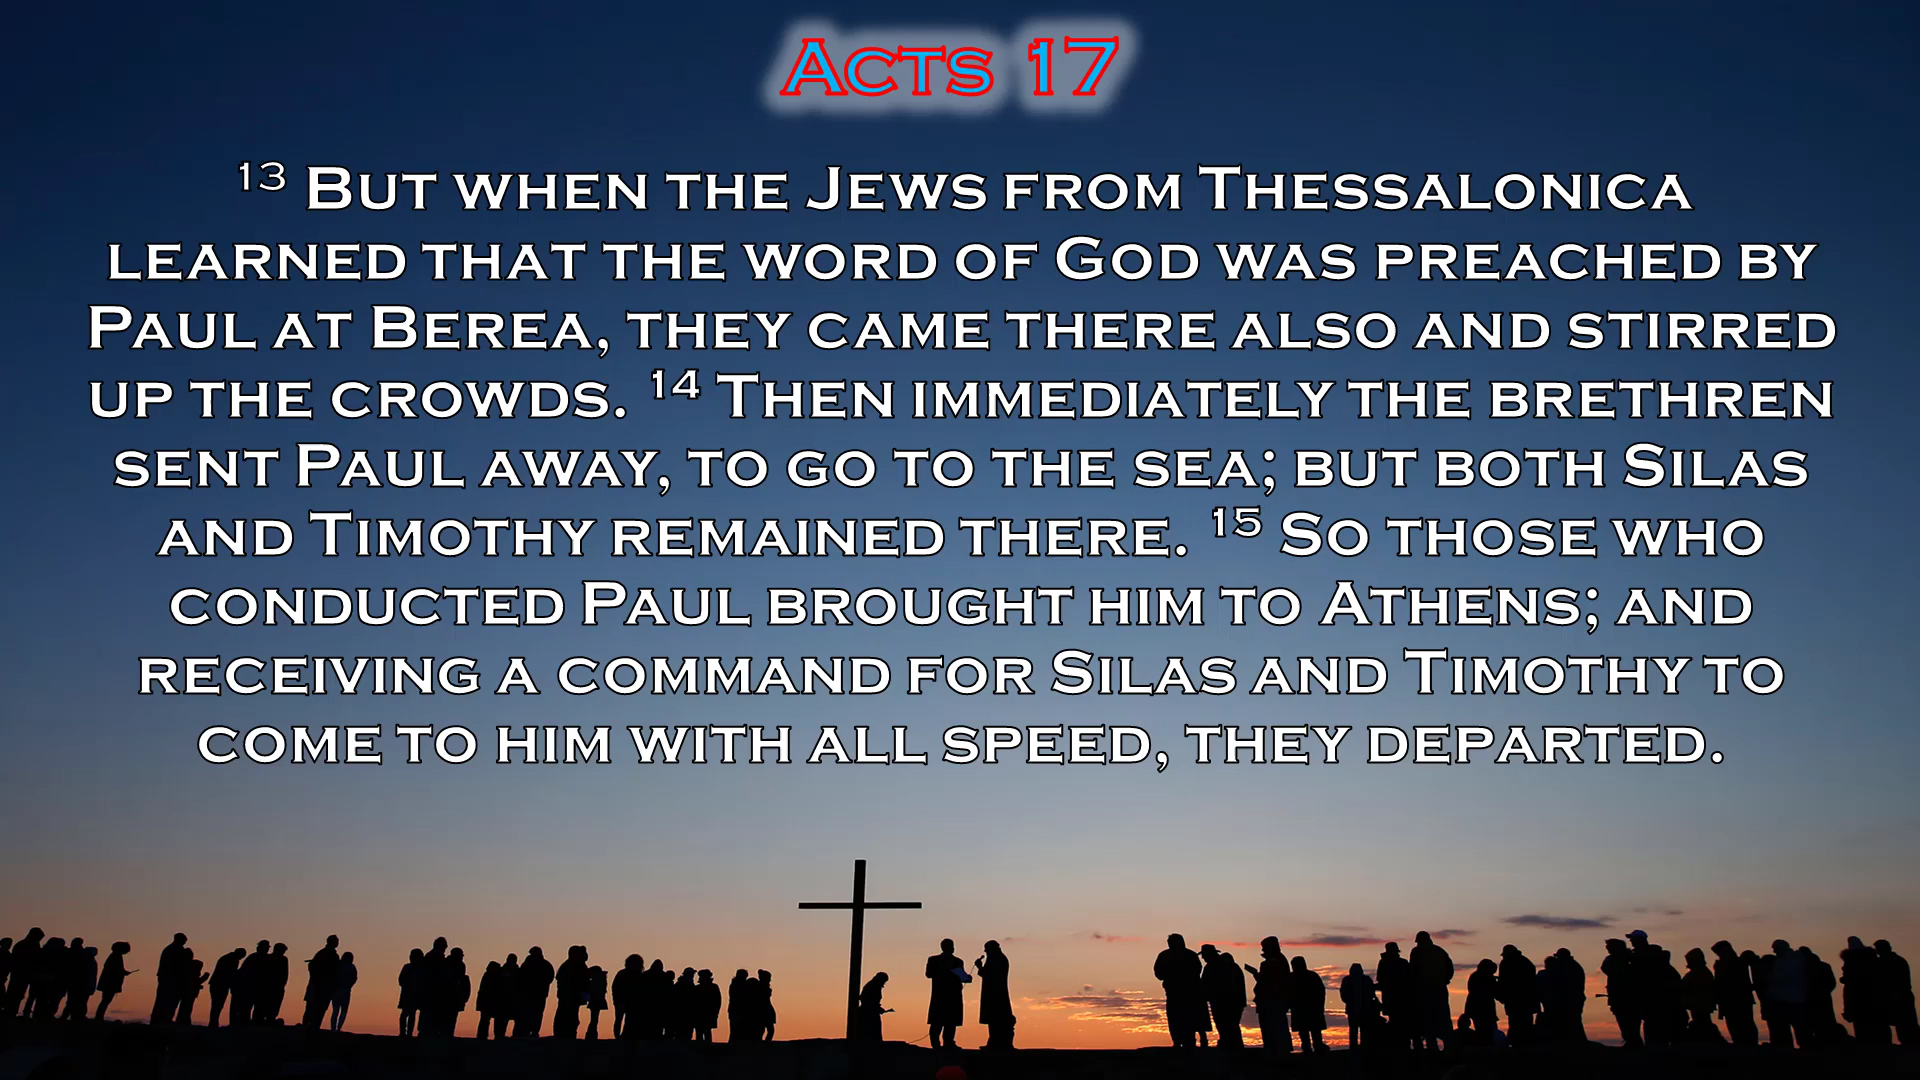 Acts 17
13 But when the Jews from Thessalonica
learned that the word of God was preached by
Paul at Berea, they came there also and stirred
up the crowds. 14 Then immediately the brethren
sent Paul away, to go to the sea; but both Silas
and Timothy remained there. 15 So those who
conducted Paul brought him to Athens; and
receiving a command for Silas and Timothy to
come to him with all speed, they departed.